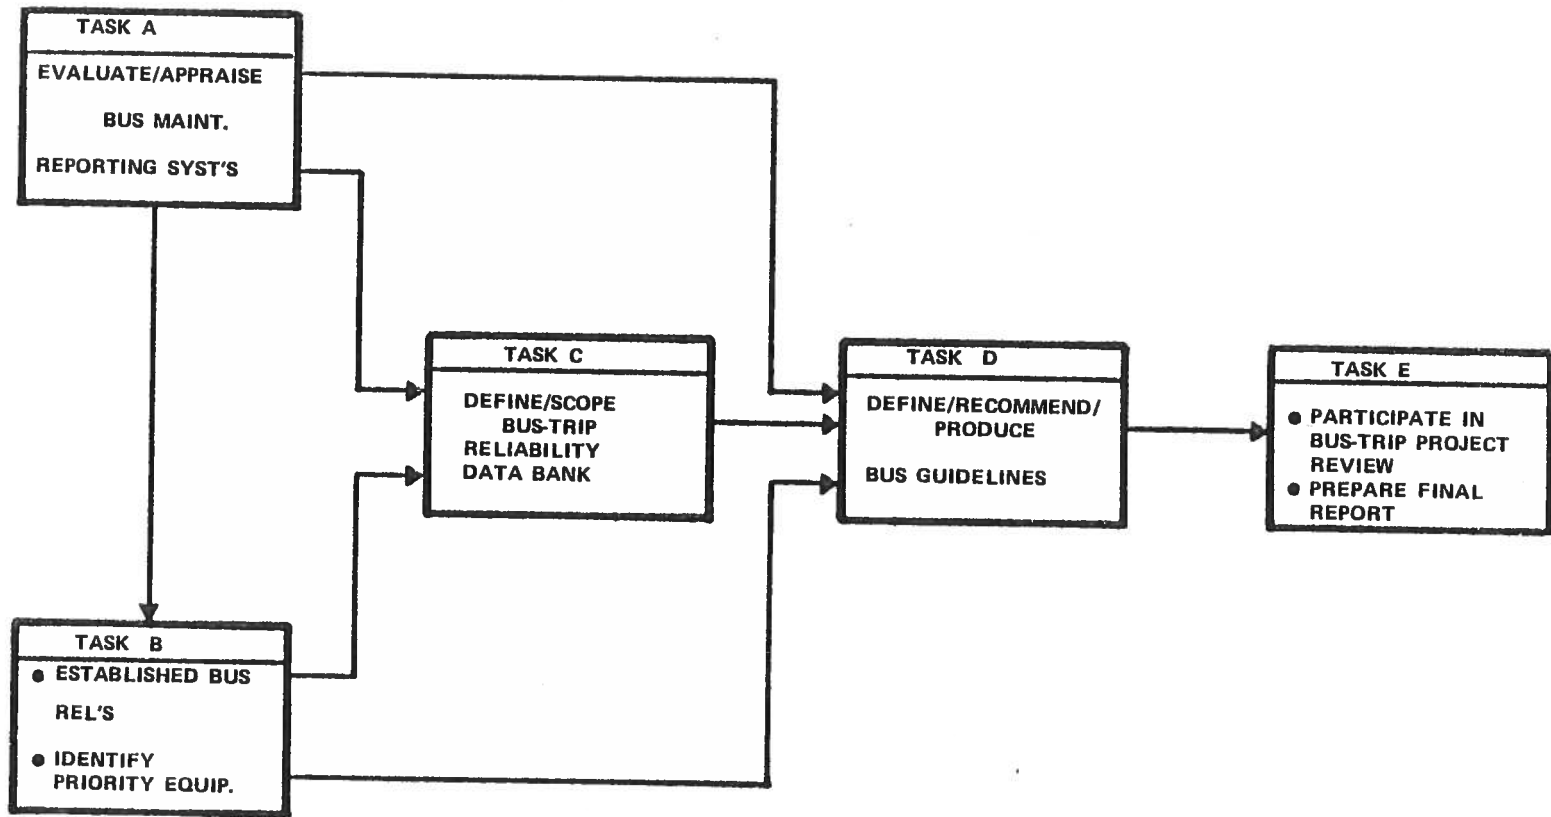 TASK A
EVALUATE/APPRAISE
BUS MAINT.
REPORTING SYST'S
TASK C
DEFINE/SCOPE
BUS-TRIP
RELIABILITY
DATA BANK
TASK D
DEFINE/RECOMMEND/
PRODUCE
BUS GUIDELINES
TASK E
● PARTICIPATE IN
BUS-TRIP PROJECT
REVIEW
● PREPARE FINAL
REPORT
TASK B
● ESTABLISHED BUS
REL'S
● IDENTIFY
PRIORITY EQUIP.